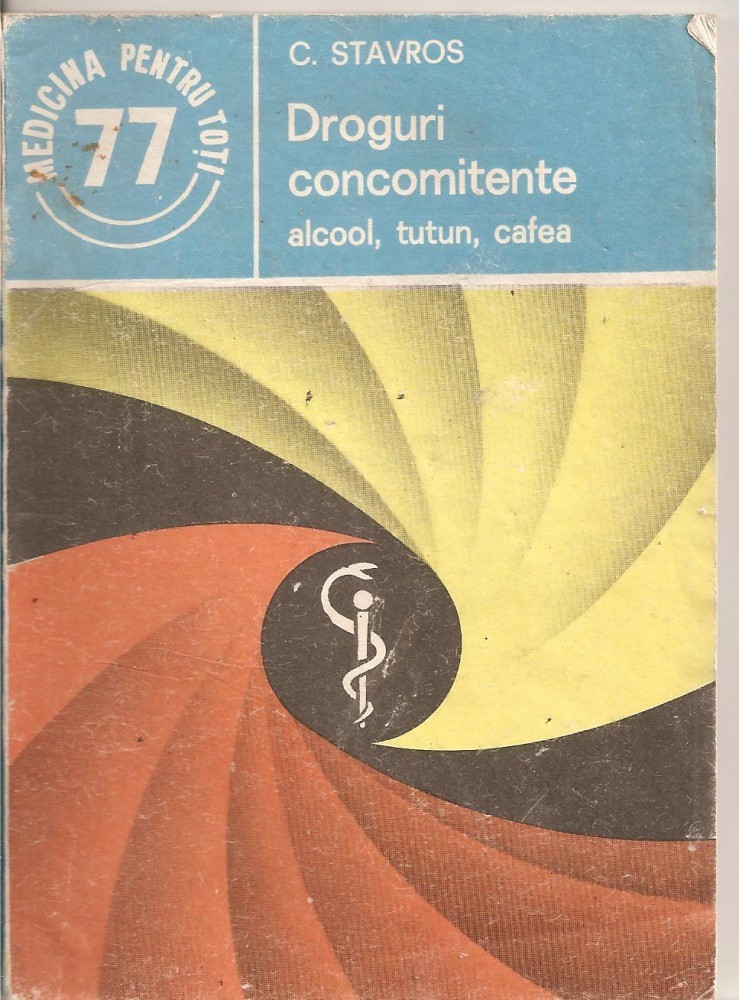 MEDICINA PENTRU TOȚI
77
C. STAVROS
Droguri
concomitente
alcool, tutun, cafea